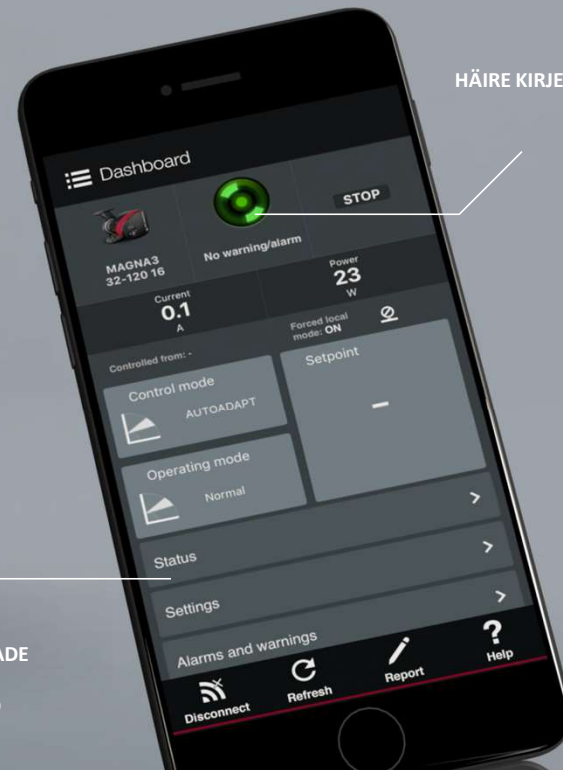 HÄIRE KIRJE
Dashboard
STOP
MAGNA3
32-120 16
No warning/alarm
Current
0.1
A
Power
23
W
Controlled from: -
Forced local
mode: ON
Control mode
AUTOADAPT
Setpoint
–
Operating mode
Normal
Status
Settings
Alarms and warnings
Disconnect
Refresh
Report
Help